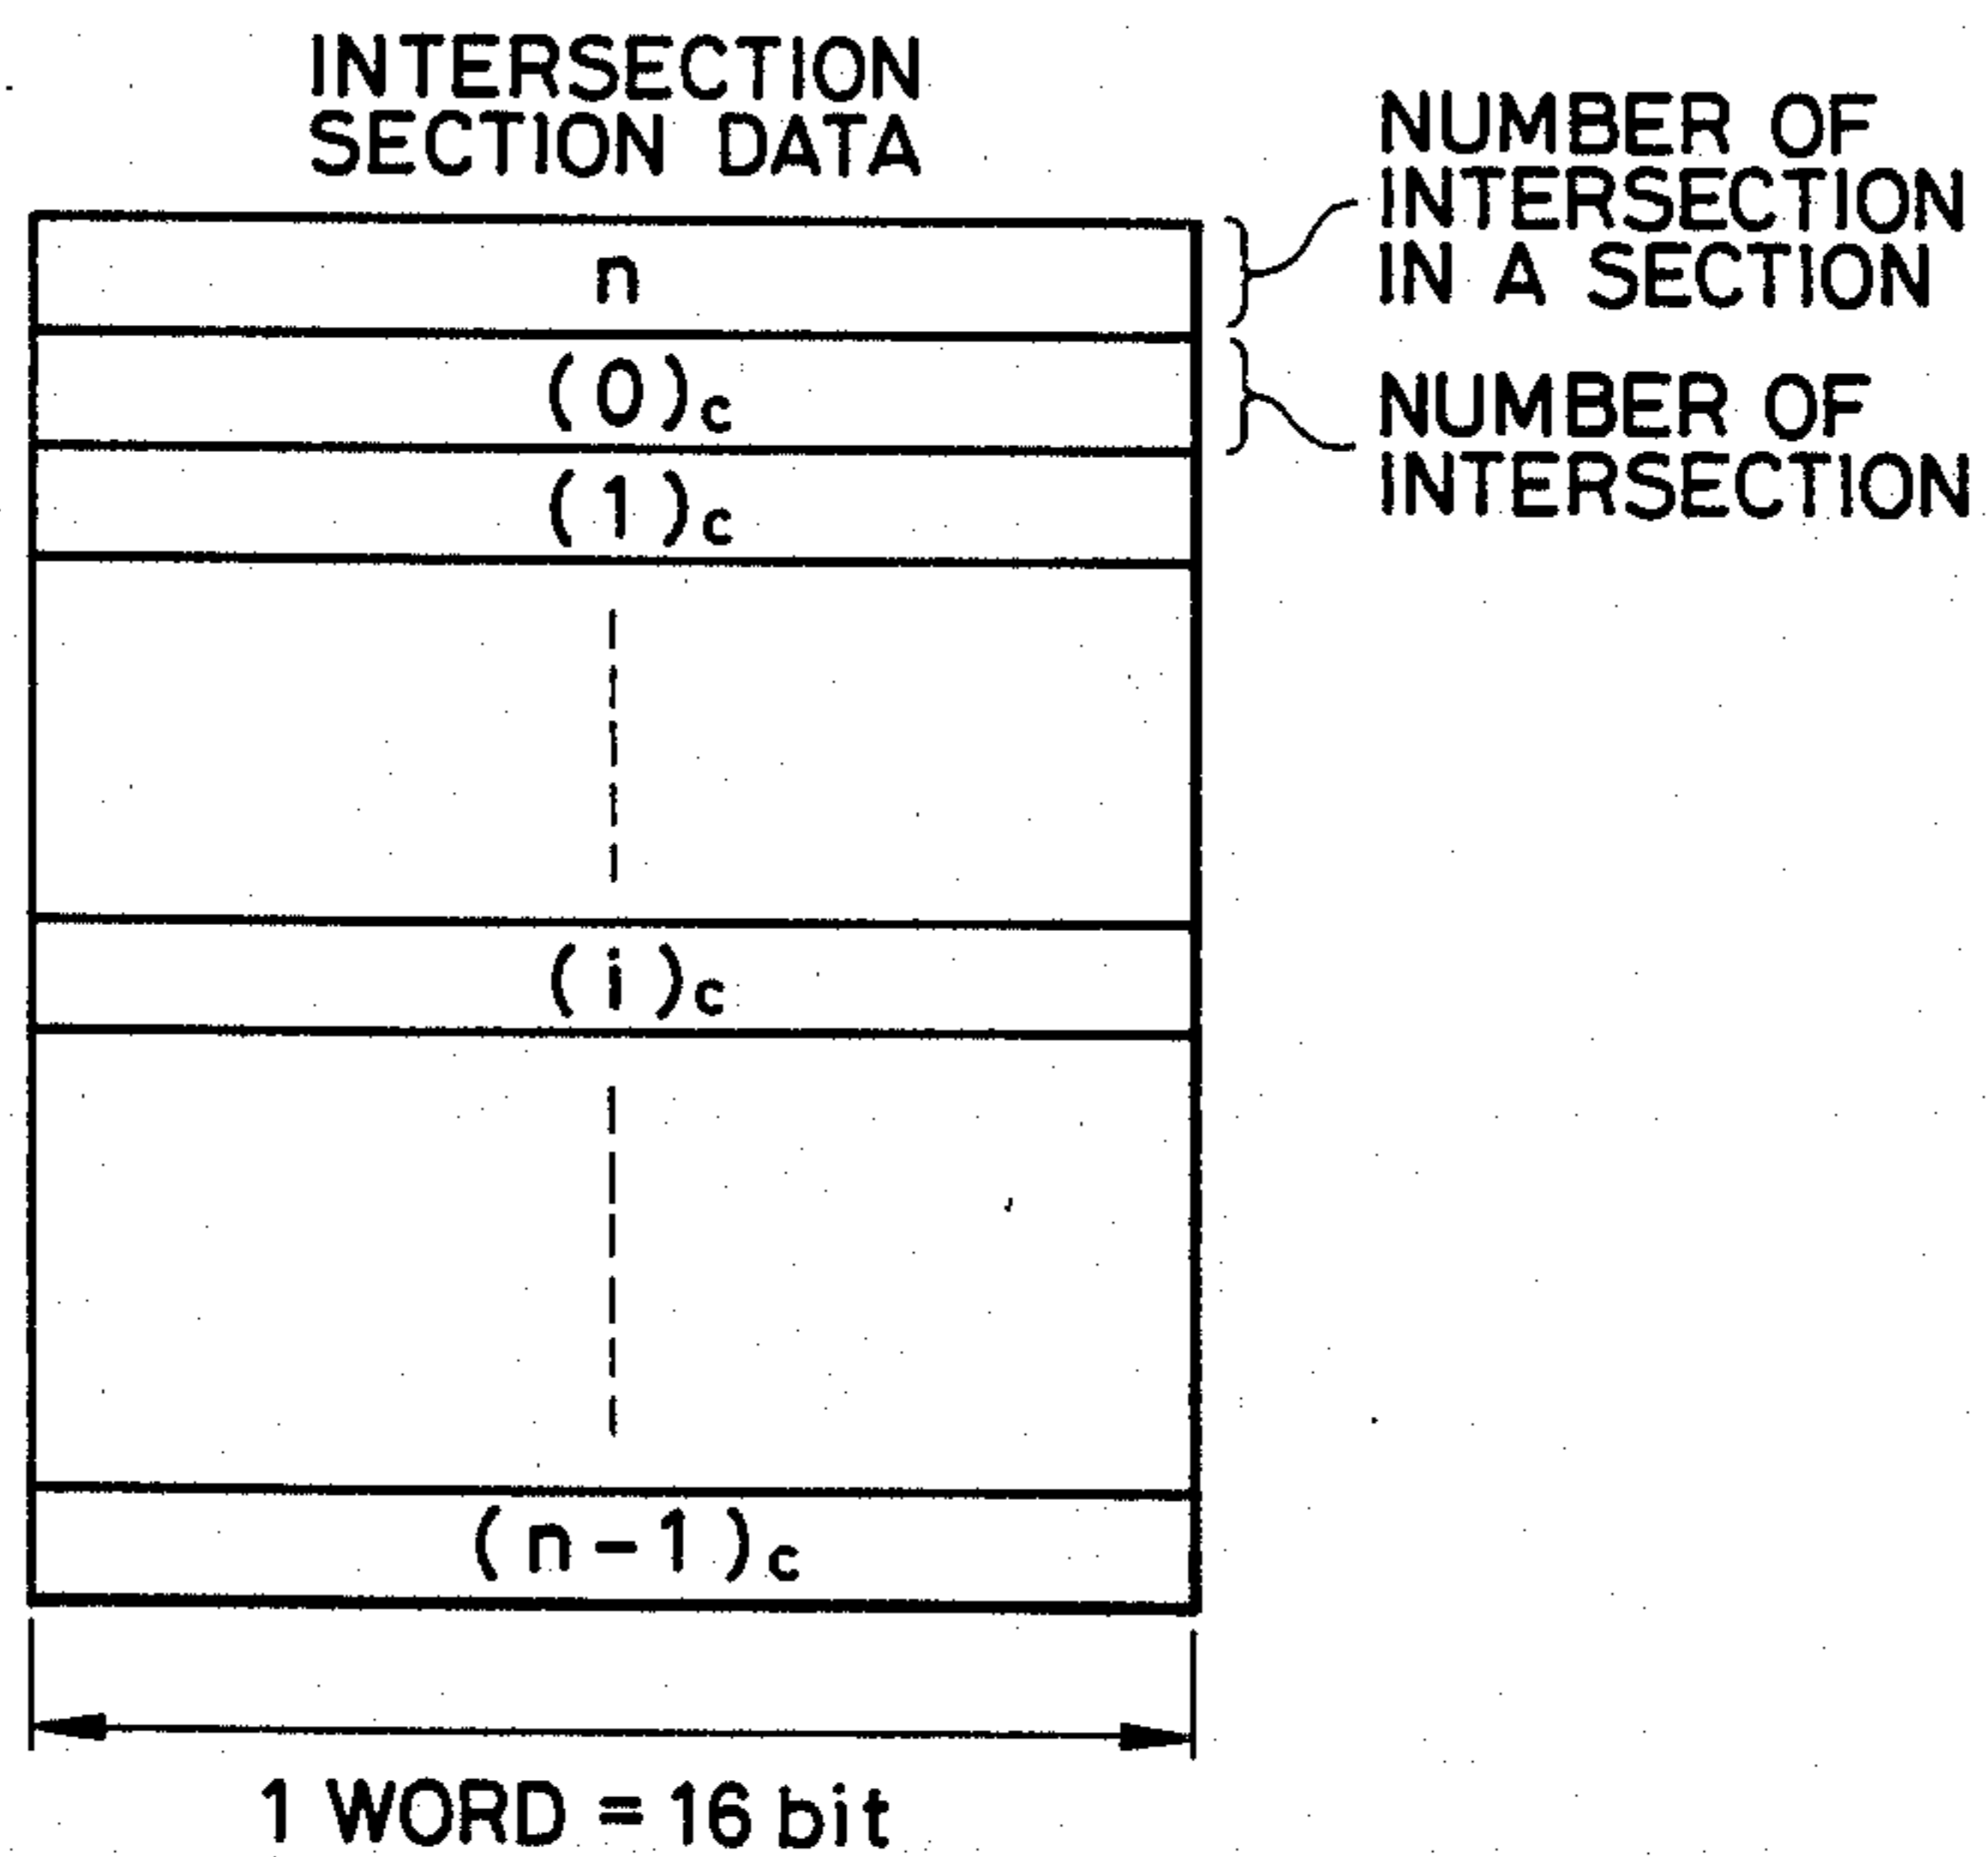 INTERSECTION
SECTION DATA
NUMBER OF
INTERSECTION
IN A SECTION
n
(0)c
NUMBER OF
INTERSECTION
(1)c
(i)c
(n-1)c
1 WORD = 16 bit